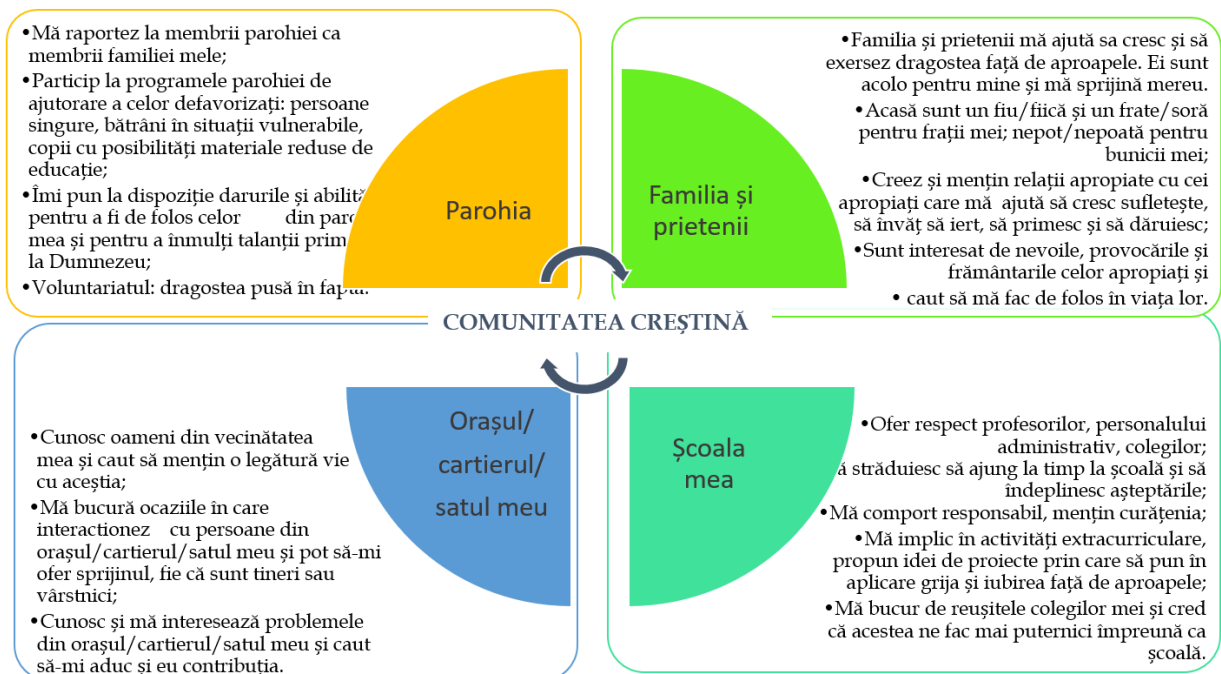 •Mă raportez la membrii parohiei ca
membrii familiei mele;
•Particip la programele parohiei de
ajutorare a celor defavorizați: persoane
singure, bătrâni în situații vulnerabile,
copii cu posibilități materiale reduse de
educație;
•Îmi pun la dispoziție darurile și
pentru a fi de folos celor din
mea și pentru a înmulți talanții
la Dumnezeu;
•Voluntariatul: dragostea pusă în
Parohia
•Familia și prietenii mă ajută sa cresc și să
exersez dragostea față de aproapele. Ei sunt
acolo pentru mine și mă sprijină mereu.
•Acasă sunt un fiu/fiică și un frate/soră
pentru frații mei; nepot/nepoată pentru
bunicii mei;
•Creez și mențin relații apropiate cu cei
apropiați care mă ajută să cresc sufletește,
să învăț să iert, să primesc și să dăruiesc;
•Sunt interesat de nevoile, provocările și
frământarile celor apropiați și
• caut să mă fac de folos în viața lor.
Familia și
prietenii
COMUNITATEA CREȘTINĂ
•Cunosc oameni din vecinătatea
mea și caut să mențin o legătură vie
cu aceștia;
•Mă bucură ocaziile în care
interactionez cu persoane din
orașul/cartierul/satul meu și pot să-mi
ofer sprijinul, fie că sunt tineri sau
vârstnici;
•Cunosc și mă interesează problemele
din orașul/cartierul/satul meu și caut
să-mi aduc și eu contribuția.
Orașul/
cartierul/
satul meu
Școala
mea
•Ofer respect profesorilor, personalului
administrativ, colegilor;
străduiesc să ajung la timp la școală și să
îndeplinesc așteptările;
•Mă comport responsabil, mențin curățenia;
•Mă implic în activități extracurriculare,
propun idei de proiecte prin care să pun în
aplicare grija și iubirea față de aproapele;
•Mă bucur de reușitele colegilor mei și cred
că acestea ne fac mai puternici împreună ca
școală.